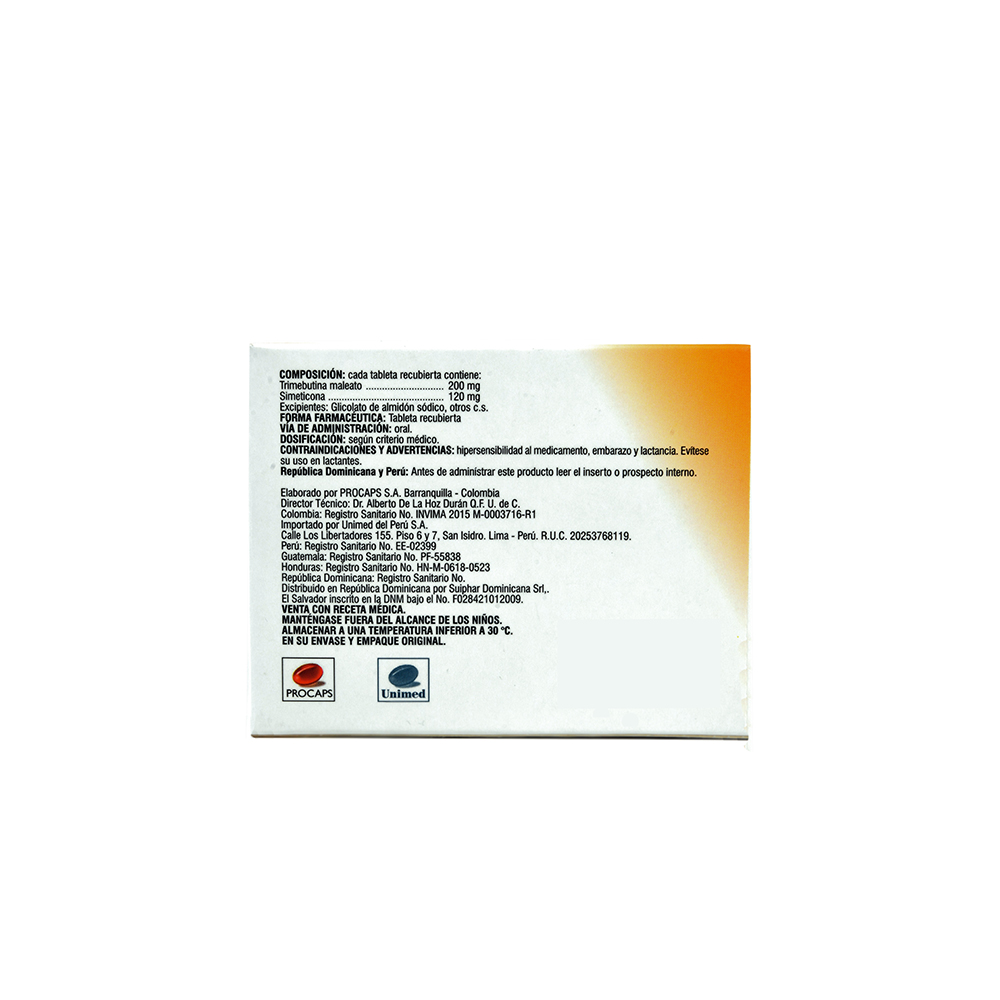 COMPOSICIÓN: cada tableta recubierta contiene:
Trimebutina maleato .............................. 200 mg
Simeticona ............................................ 120 mg
Excipientes: Glicolato de almidón sódico, otros c.s.
FORMA FARMACÉUTICA: Tableta recubierta
VÍA DE ADMINISTRACIÓN: oral.
DOSIFICACIÓN: según criterio médico.
CONTRAINDICACIONES Y ADVERTENCIAS: hipersensibilidad al medicamento, embarazo y lactancia. Evítese
su uso en lactantes.
República Dominicana y Perú: Antes de administrar este producto leer el inserto o prospecto interno.
Elaborado por PROCAPS S.A. Barranquilla - Colombia
Director Técnico: Dr. Alberto De La Hoz Durán Q.F. U. de C.
Colombia: Registro Sanitario No. INVIMA 2015 M-0003716-R1
Importado por Unimed del Perú S.A.
Calle Los Libertadores 155. Piso 6 y 7, San Isidro. Lima - Perú. R.U.C. 20253768119.
Perú: Registro Sanitario No. EE-02399
Guatemala: Registro Sanitario No. PF-55838
Honduras: Registro Sanitario No. HN-M-0618-0523
República Dominicana: Registro Sanitario No.
Distribuido en República Dominicana por Suiphar Dominicana Srl,.
El Salvador inscrito en la DNM bajo el No. F028421012009.
VENTA CON RECETA MÉDICA.
MANTÉNGASE FUERA DEL ALCANCE DE LOS NIÑOS.
ALMACENAR A UNA TEMPERATURA INFERIOR A 30 °C.
EN SU ENVASE Y EMPAQUE ORIGINAL.
PROCAPS
Unimed